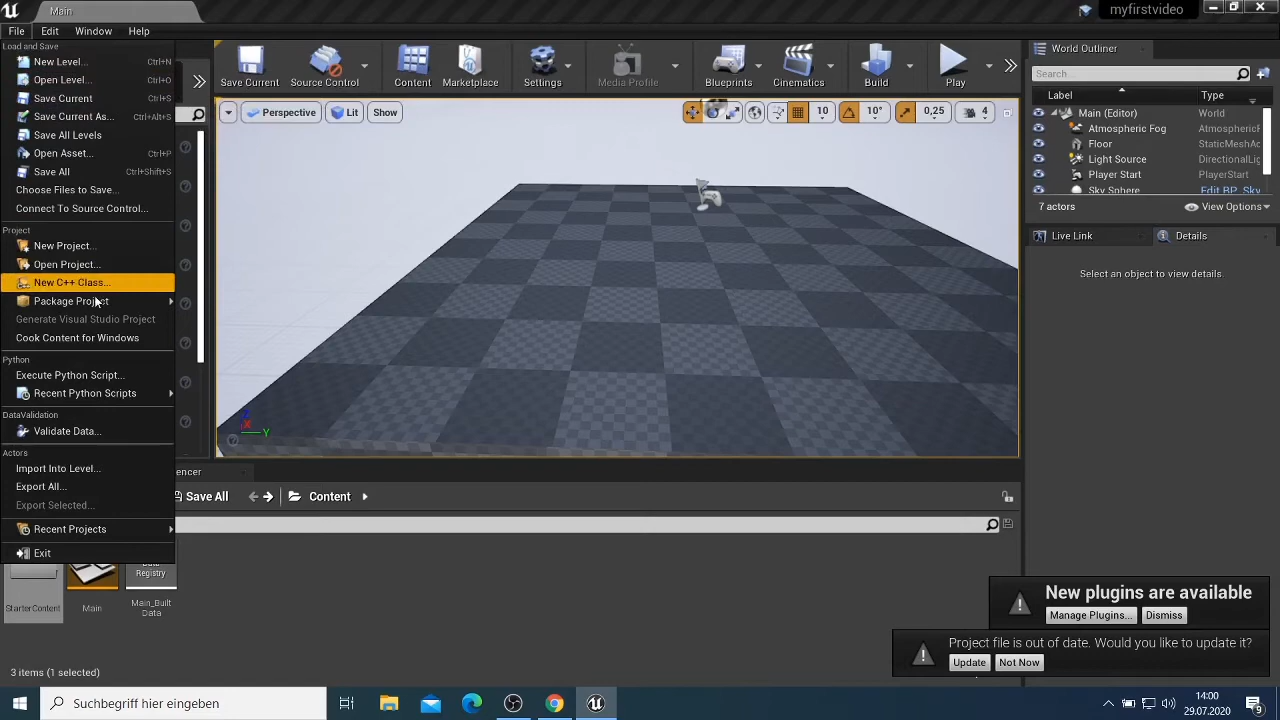 Main
myfirstvideo
File Edit Window Help
Load and Save
New Level... Ctrl+N
Open Level... Ctrl+O
Save Current Ctrl+S
Save Current As... Ctrl+Alt+S
Save All Levels
Open Asset... Ctrl+P
Save All Ctrl+Shift+S
Choose Files to Save...
Connect To Source Control...
Project
New Project...
Open Project...
New C++ Class...
Package Project
Generate Visual Studio Project
Cook Content for Windows
Python
Execute Python Script...
Recent Python Scripts
DataValidation
Validate Data...
Actors
Import Into Level...
Export All...
Export Selected...
Recent Projects
Exit
Save Current Source Control Content Marketplace Settings Media Profile Blueprints Cinematics Build Play
Perspective Lit Show 10 10° 0,25 4
X Y
World Outliner
Search...
Label Type
Main (Editor) World
Atmospheric Fog
Floor StaticMeshAc
Light Source DirectionalLig
Player Start PlayerStart
Sky Sphere Edit BP_Sky
7 actors View Options
Live Link Details
Select an object to view details.
encer
Save All Content
StarterContent
Main
Registry
Main_Built
Data
3 items (1 selected)
New plugins are available
Manage Plugins... Dismiss
Project file is out of date. Would you like to update it?
Update Not Now
Suchbegriff hier eingeben
14:00
29.07.2020